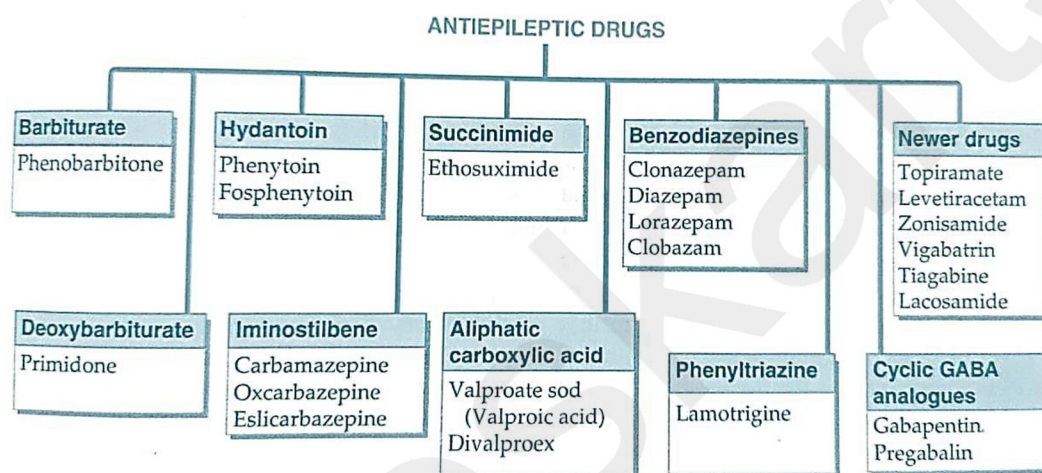 ANTIEPILEPTIC DRUGS
Barbiturate
Phenobarbitone
Hydantoin
Phenytoin
Fosphenytoin
Succinimide
Ethosuximide
Benzodiazepines
Clonazepam
Diazepam
Lorazepam
Clobazam
Newer drugs
Topiramate
Levetiracetam
Zonisamide
Vigabatrin
Tiagabine
Lacosamide
Deoxybarbiturate
Primidone
Iminostilbene
Carbamazepine
Oxcarbazepine
Eslicarbazepine
Aliphatic
carboxylic acid
Valproate sod
(Valproic acid)
Divalproex
Phenyltriazine
Lamotrigine
Cyclic GABA
analogues
Gabapentin
Pregabalin